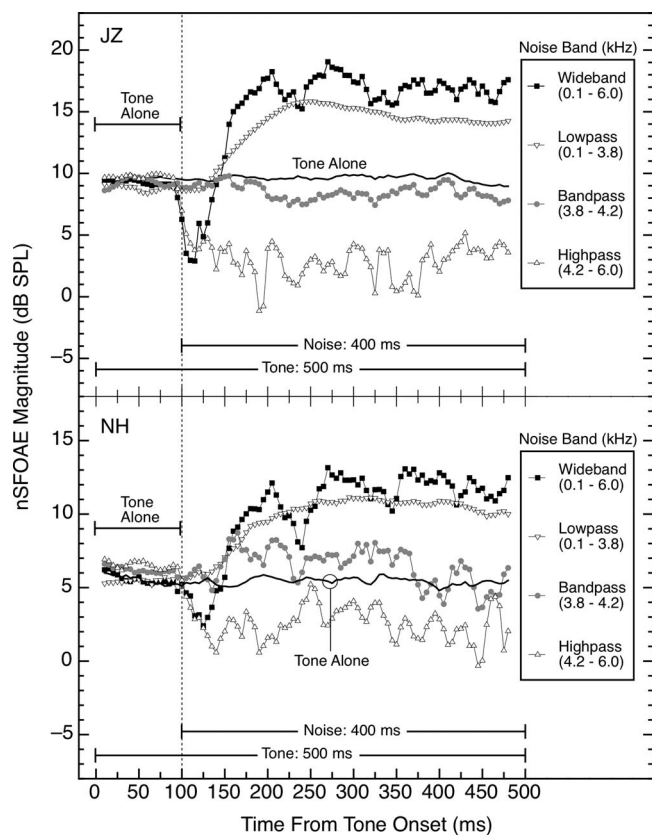 nSFOAE Magnitude (dB SPL)
JZ
20
15
10
5
0
−5
Tone
Alone
Tone Alone
Noise: 400 ms
Tone: 500 ms
Noise Band (kHz)
Wideband
(0.1 - 6.0)
Lowpass
(0.1 - 3.8)
Bandpass
(3.8 - 4.2)
Highpass
(4.2 - 6.0)
NH
15
10
5
0
−5
Tone
Alone
Tone Alone
Noise: 400 ms
Tone: 500 ms
Noise Band (kHz)
Wideband
(0.1 - 6.0)
Lowpass
(0.1 - 3.8)
Bandpass
(3.8 - 4.2)
Highpass
(4.2 - 6.0)
0 50 100 150 200 250 300 350 400 450 500
Time From Tone Onset (ms)